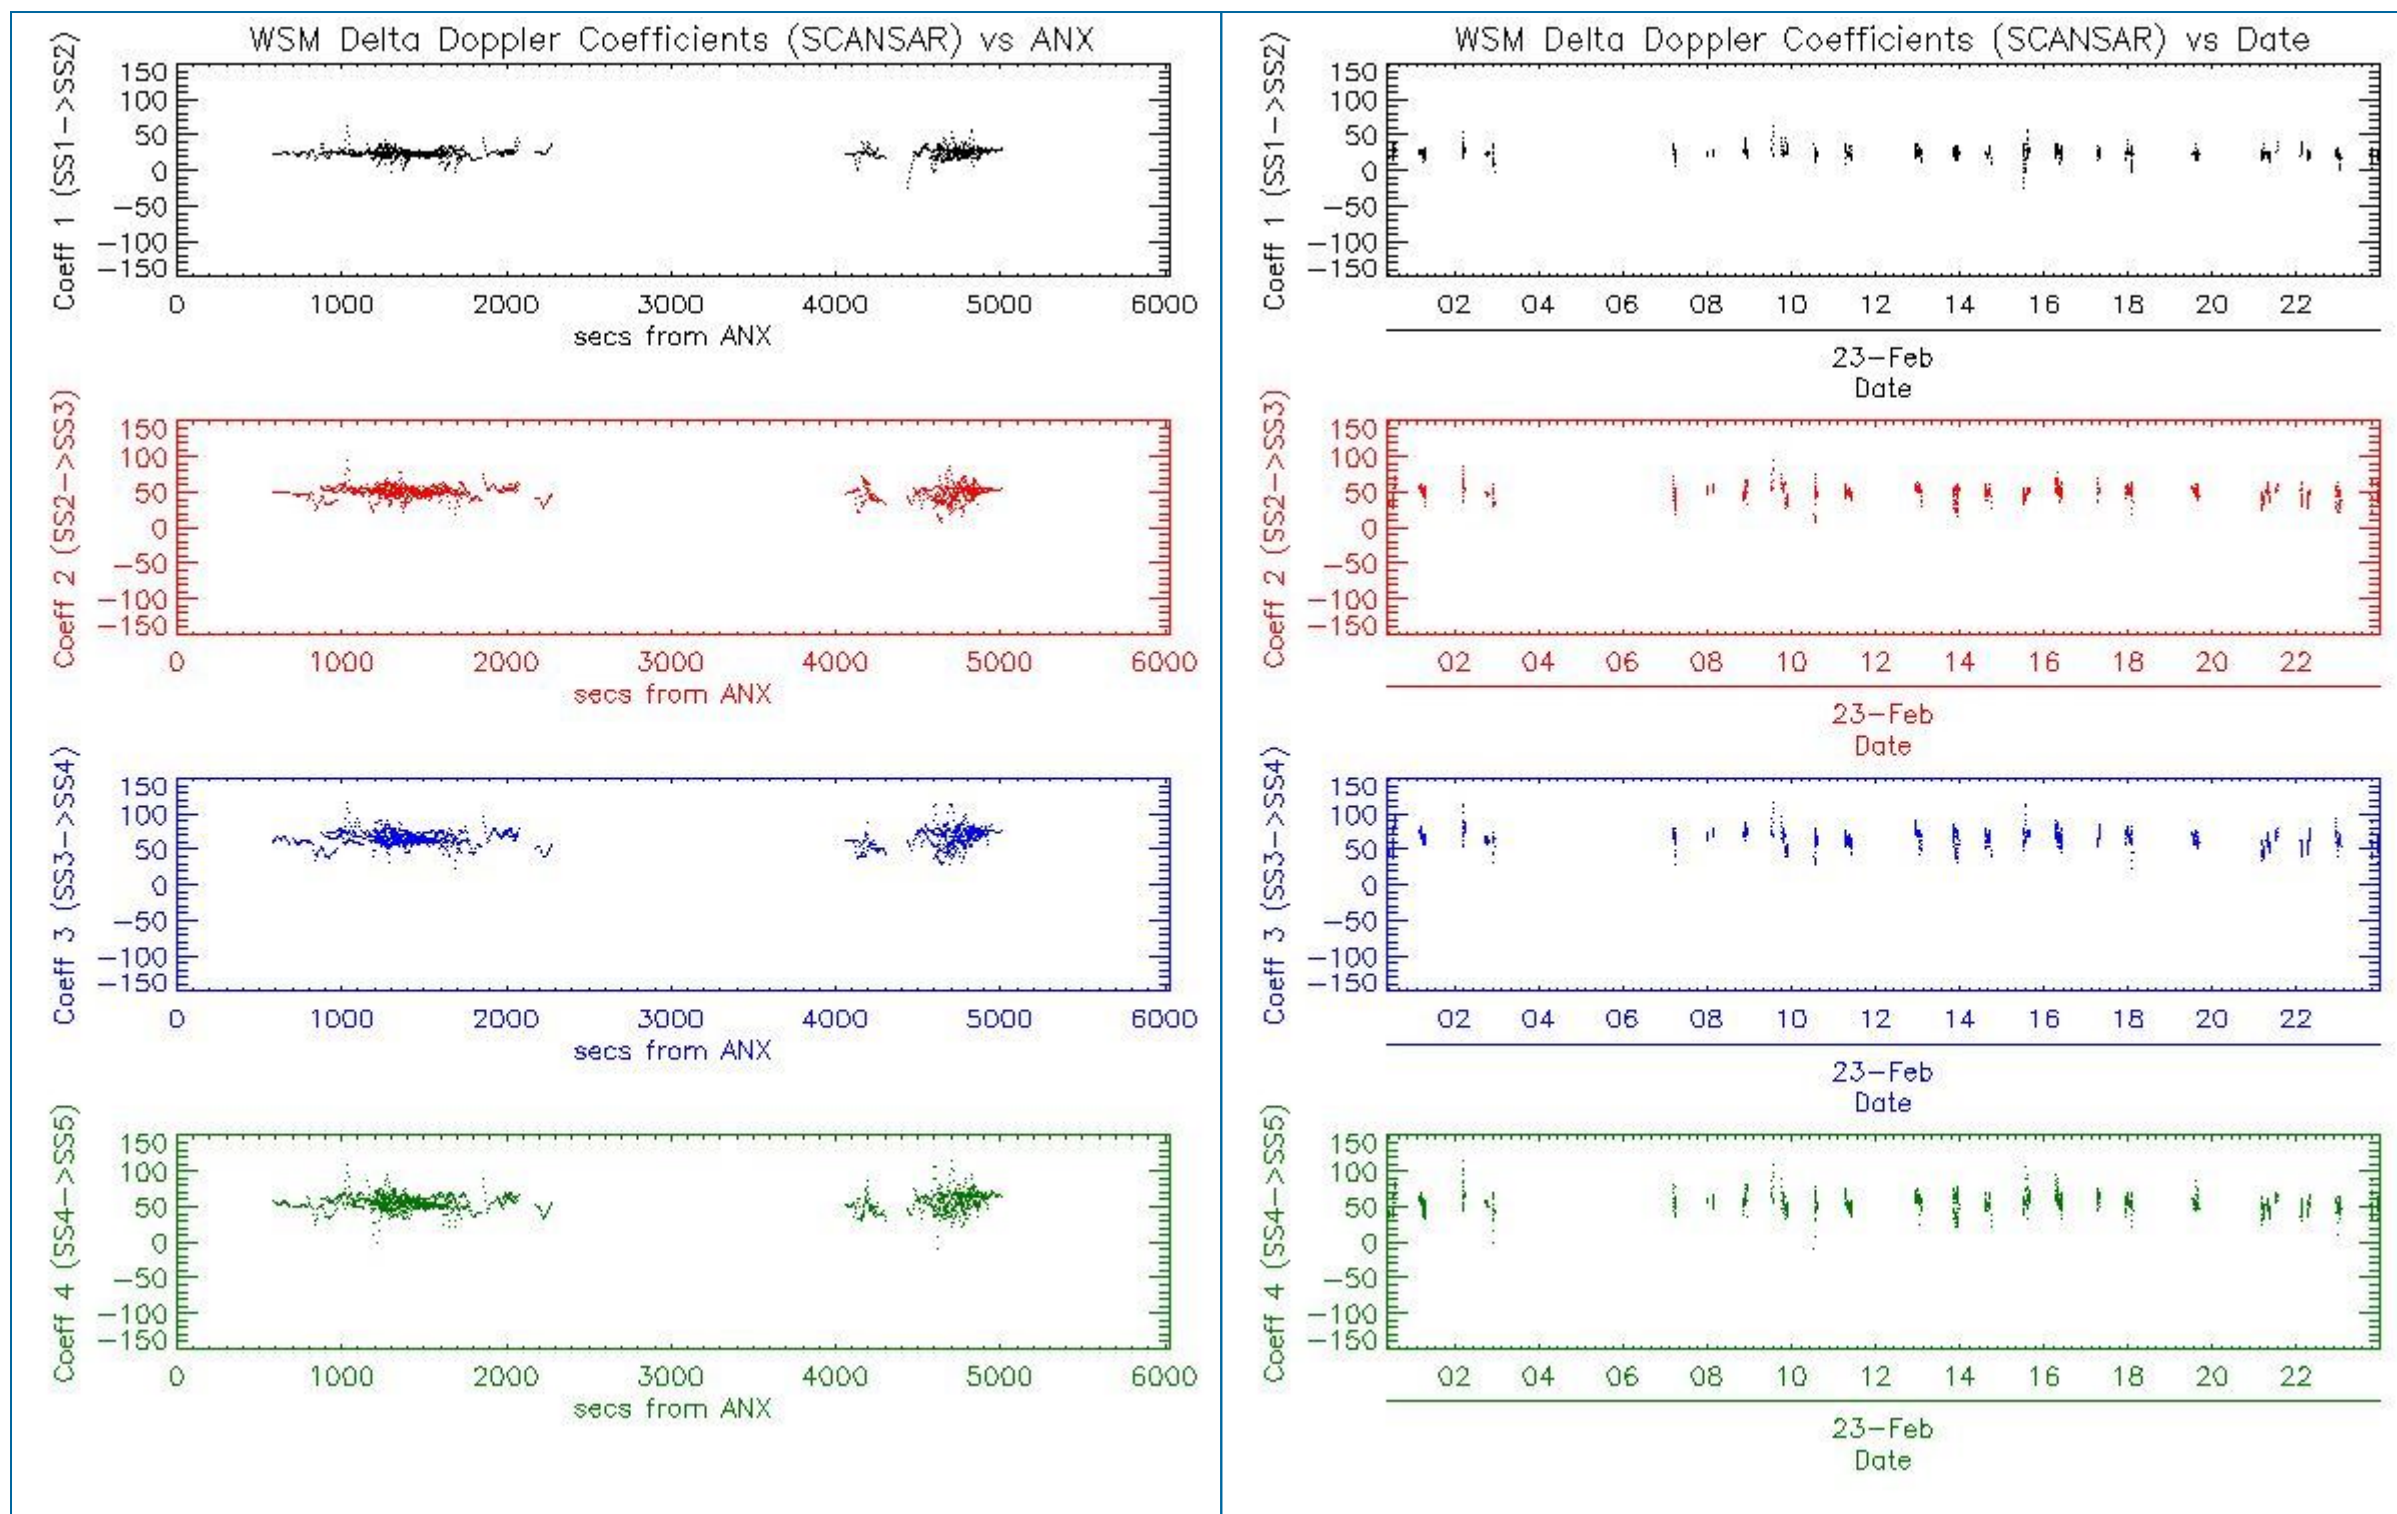 WSM Delta Doppler Coefficients (SCANSAR) vs ANX
Coeff 1 (SS1->SS2)
150
100
50
0
-50
-100
-150
0 1000 2000 3000 4000 5000 6000
secs from ANX
Coeff 2 (SS2->SS3)
150
100
50
0
-50
-100
-150
0 1000 2000 3000 4000 5000 6000
secs from ANX
Coeff 3 (SS3->SS4)
150
100
50
0
-50
-100
-150
0 1000 2000 3000 4000 5000 6000
secs from ANX
Coeff 4 (SS4->SS5)
150
100
50
0
-50
-100
-150
0 1000 2000 3000 4000 5000 6000
secs from ANX
WSM Delta Doppler Coefficients (SCANSAR) vs Date
Coeff 1 (SS1->SS2)
150
100
50
0
-50
-100
-150
02 04 06 08 10 12 14 16 18 20 22
23-Feb
Date
Coeff 2 (SS2->SS3)
150
100
50
0
-50
-100
-150
02 04 06 08 10 12 14 16 18 20 22
23-Feb
Date
Coeff 3 (SS3->SS4)
150
100
50
0
-50
-100
-150
02 04 06 08 10 12 14 16 18 20 22
23-Feb
Date
Coeff 4 (SS4->SS5)
150
100
50
0
-50
-100
-150
02 04 06 08 10 12 14 16 18 20 22
23-Feb
Date